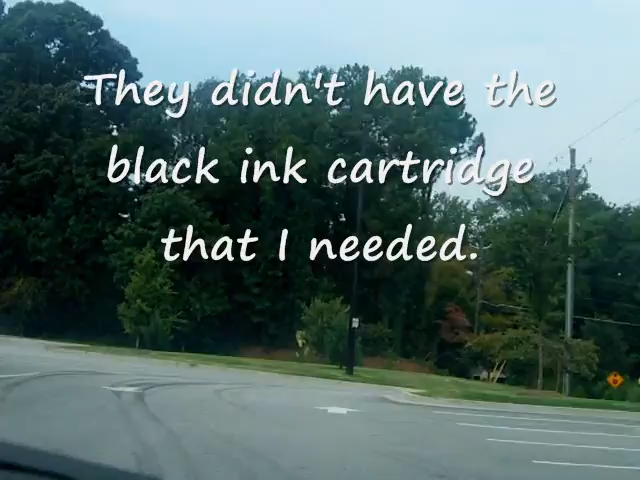 They didn't have the
black ink cartridge
that I needed.